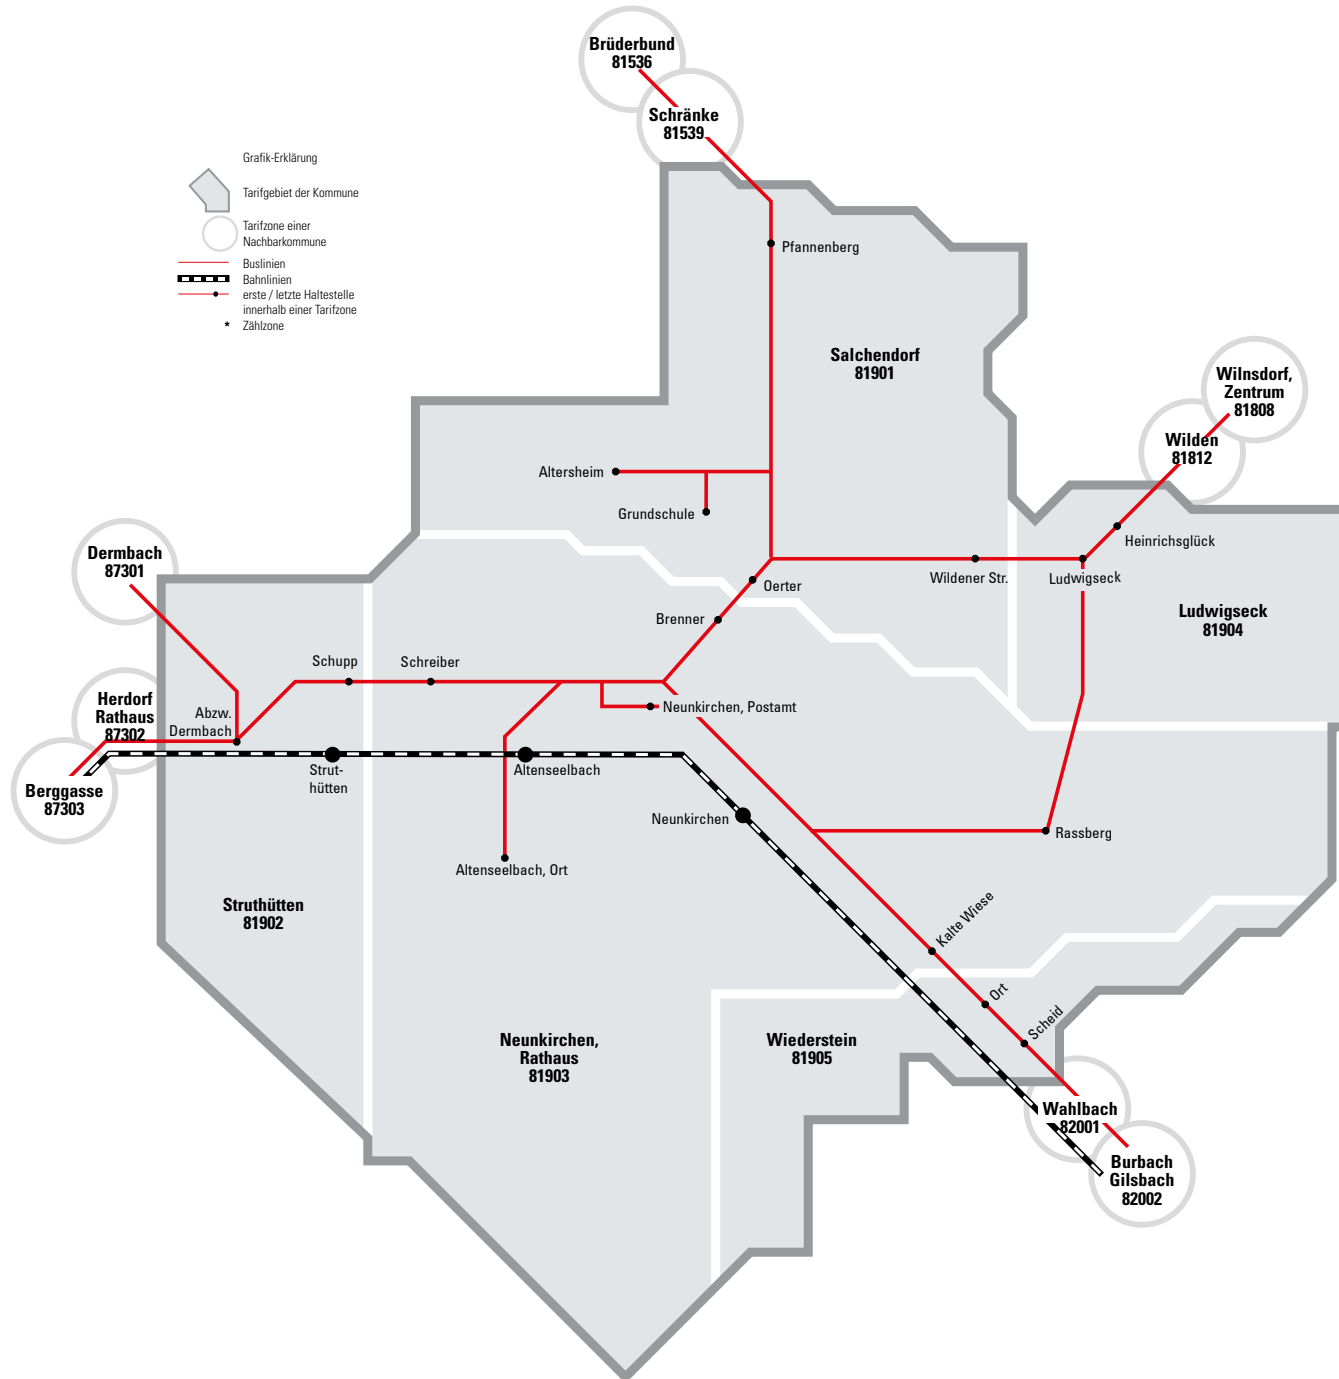 Brüderbund
81536
Schränke
81539
Grafik-Erklärung
Tarifgebiet der Kommune
Tarifzone einer
Nachbarkommune
Buslinien
Bahnlinien
erste / letzte Haltestelle
innerhalb einer Tarifzone
* Zählzone
Pfannenberg
Salchendorf
81901
Wilnsdorf,
Zentrum
81808
Wilden
81812
Altersheim
Grundschule
Heinrichsglück
Wildener Str.
Ludwigseck
Dermbach
87301
Oerter
Brenner
Ludwigseck
81904
Schupp
Schreiber
Herdorf
Rathaus
87302
Abzw.
Dermbach
Neunkirchen, Postamt
Berggasse
87303
Strut-
hütten
Altenseelbach
Neunkirchen
Rassberg
Altenseelbach, Ort
Struthütten
81902
Kalte Wiese
Ort
Scheid
Neunkirchen,
Rathaus
81903
Wiederstein
81905
Wahlbach
82001
Burbach
Gilsbach
82002